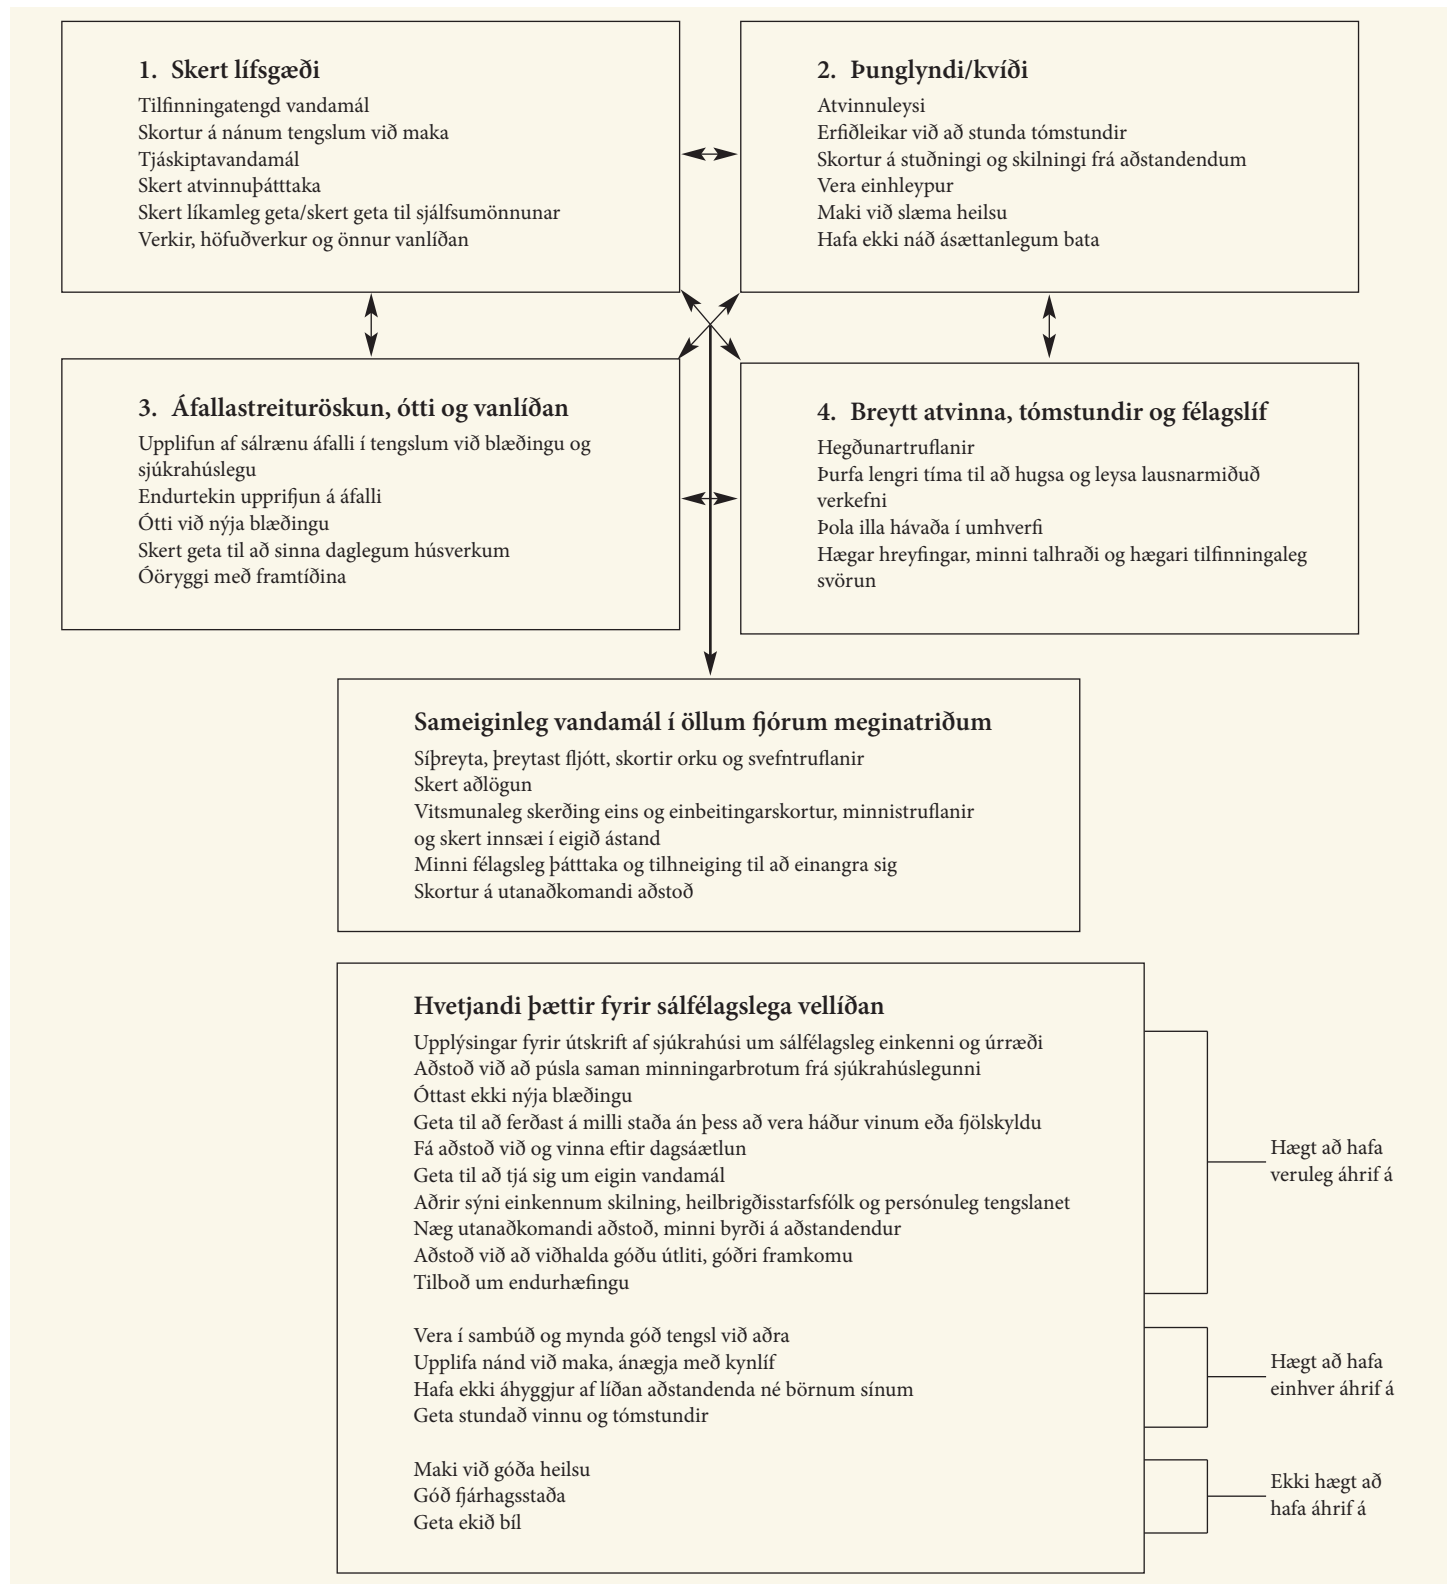 1. Skert lífsgæði
Tilfinningatengd vandamál
Skortur á nánum tengslum við maka
Tjáskiptavandamál
Skert atvinnuþátttaka
Skert líkamleg geta/skert geta til sjálfsumönnunar
Verkir, höfuðverkur og önnur vanlíðan
2. Þunglyndi/kvíði
Atvinnuleysi
Erfiðleikar við að stunda tómstundir
Skortur á stuðningi og skilningi frá aðstandendum
Vera einhleypur
Maki við slæma heilsu
Hafa ekki náð ásættanlegum bata
3. Áfallastreituröskun, ótti og vanlíðan
Upplifun af sálrænu áfalli í tengslum við blæðingu og
sjúkrahúslegu
Endurtekin upprifjun á áfalli
Ótti við nýja blæðingu
Skert geta til að sinna daglegum húsverkum
Óöryggi með framtíðina
4. Breytt atvinna, tómstundir og félagslíf
Hegðunartruflanir
Þurfa lengri tíma til að hugsa og leysa lausnarmiðuð
verkefni
Þola illa hávaða í umhverfi
Hægar hreyfingar, minni talhraði og hægari tilfinningaleg
svörun
Sameiginleg vandamál í öllum fjórum meginatriðum
Síþreyta, þreytast fljótt, skortir orku og svefntruflanir
Skert aðlögun
Vitsmunaleg skerðing eins og einbeitingarskortur, minnistruflanir
og skert innsæi í eigið ástand
Minni félagsleg þátttaka og tilhneiging til að einangra sig
Skortur á utanaðkomandi aðstoð
Hvetjandi þættir fyrir sálfélagslega vellíðan
Upplýsingar fyrir útskrift af sjúkrahúsi um sálfélagsleg einkenni og úrræði
Aðstoð við að púsla saman minningarbrotum frá sjúkrahúslegunni
Óttast ekki nýja blæðingu
Geta til að ferðast á milli staða án þess að vera háður vinum eða fjölskyldu
Fá aðstoð við og vinna eftir dagsáætlun
Geta til að tjá sig um eigin vandamál
Aðrir sýni einkennum skilning, heilbrigðisstarfsfólk og persónuleg tengslanet
Næg utanaðkomandi aðstoð, minni byrði á aðstandendur
Aðstoð við að viðhalda góðu útliti, góðri framkomu
Tilboð um endurhæfingu
Hægt að hafa
veruleg áhrif á
Vera í sambúð og mynda góð tengsl við aðra
Upplifa nánd við maka, ánægja með kynlíf
Hafa ekki áhyggjur af líðan aðstandenda né börnum sínum
Geta stundað vinnu og tómstundir
Hægt að hafa
einhver áhrif á
Maki við góða heilsu
Góð fjárhagsstaða
Geta ekið bíl
Ekki hægt að
hafa áhrif á